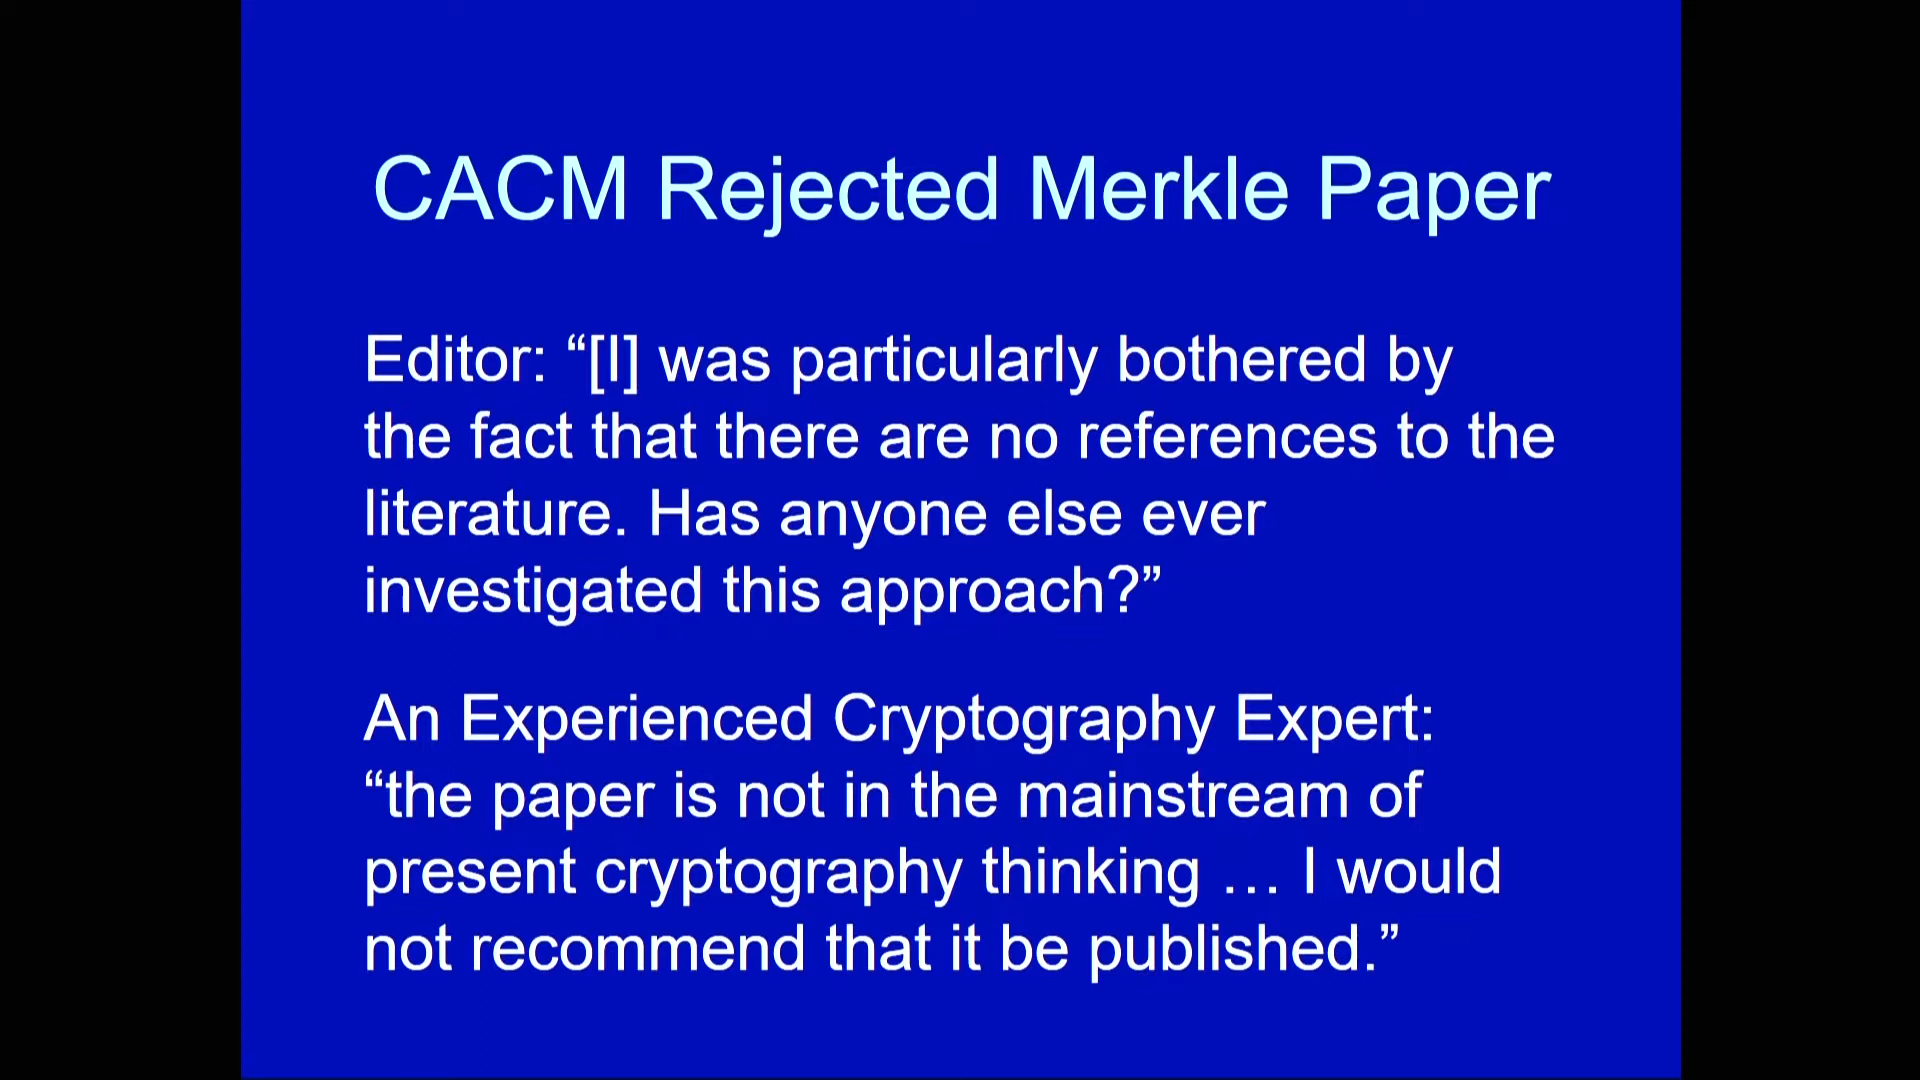 CACM Rejected Merkle Paper
Editor: “[I] was particularly bothered by
the fact that there are no references to the
literature. Has anyone else ever
investigated this approach?”
An Experienced Cryptography Expert:
“the paper is not in the mainstream of
present cryptography thinking … I would
not recommend that it be published.”